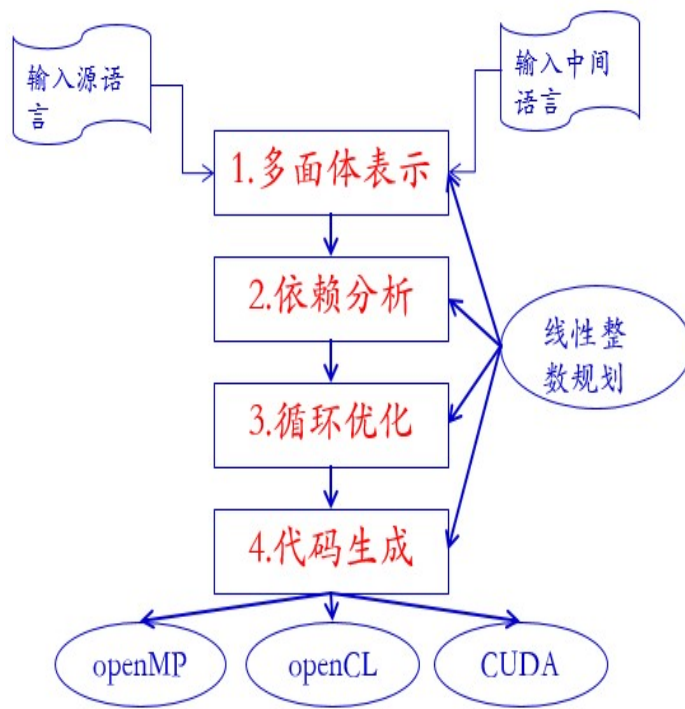 输入源语
言
输入中间
语言
1.多面体表示
2.依赖分析
线性整
数规划
3.循环优化
4.代码生成
openMP
openCL
CUDA